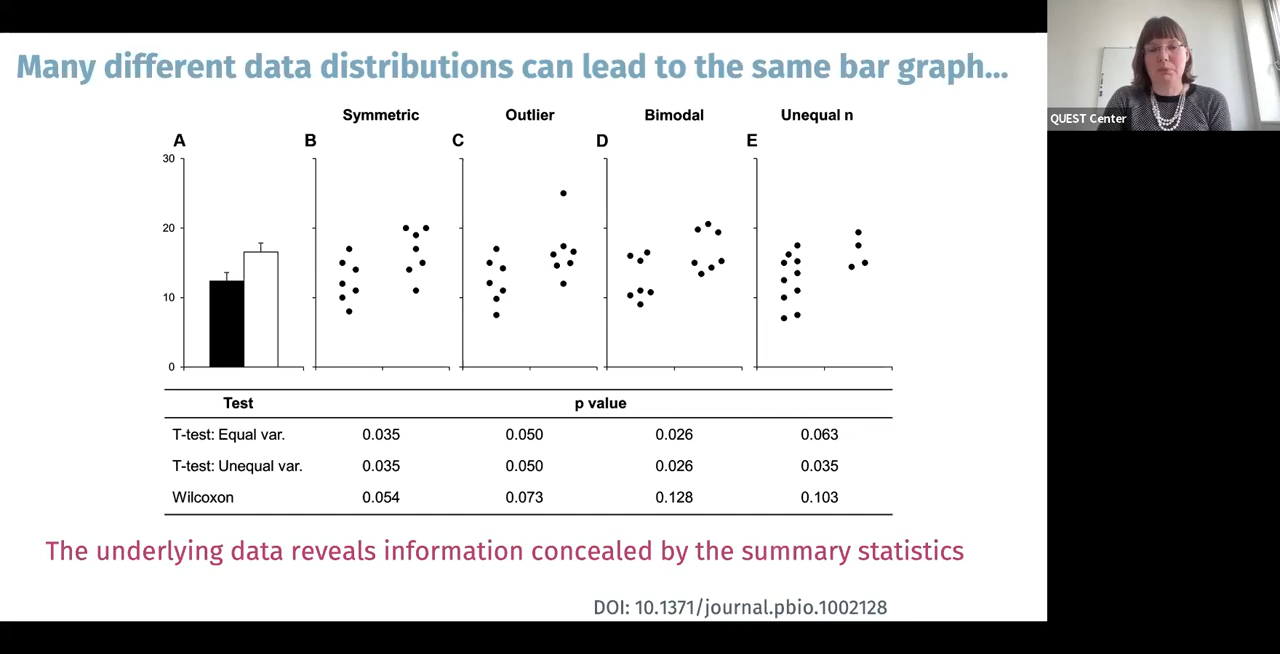 Many different data distributions can lead to the same bar graph...
Symmetric Outlier Bimodal Unequal n
A B C D E
30
20
10
0
Test p value
T-test: Equal var. 0.035 0.050 0.026 0.063
T-test: Unequal var. 0.035 0.050 0.026 0.035
Wilcoxon 0.054 0.073 0.128 0.103
The underlying data reveals information concealed by the summary statistics
DOI: 10.1371/journal.pbio.1002128
QUEST Center